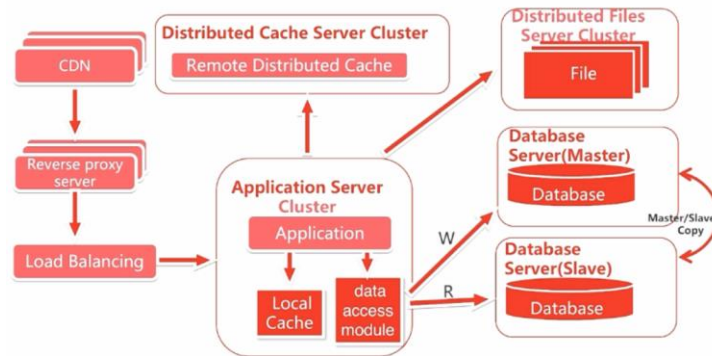 Distributed Cache Server Cluster
Remote Distributed Cache
Distributed Files
Server Cluster
File
CDN
Reverse proxy
server
Load Balancing
Application Server
Cluster
Application
Local
Cache
data
access
module
W
R
Database
Server(Master)
Database
Master/Slave
Copy
Database
Server(Slave)
Database